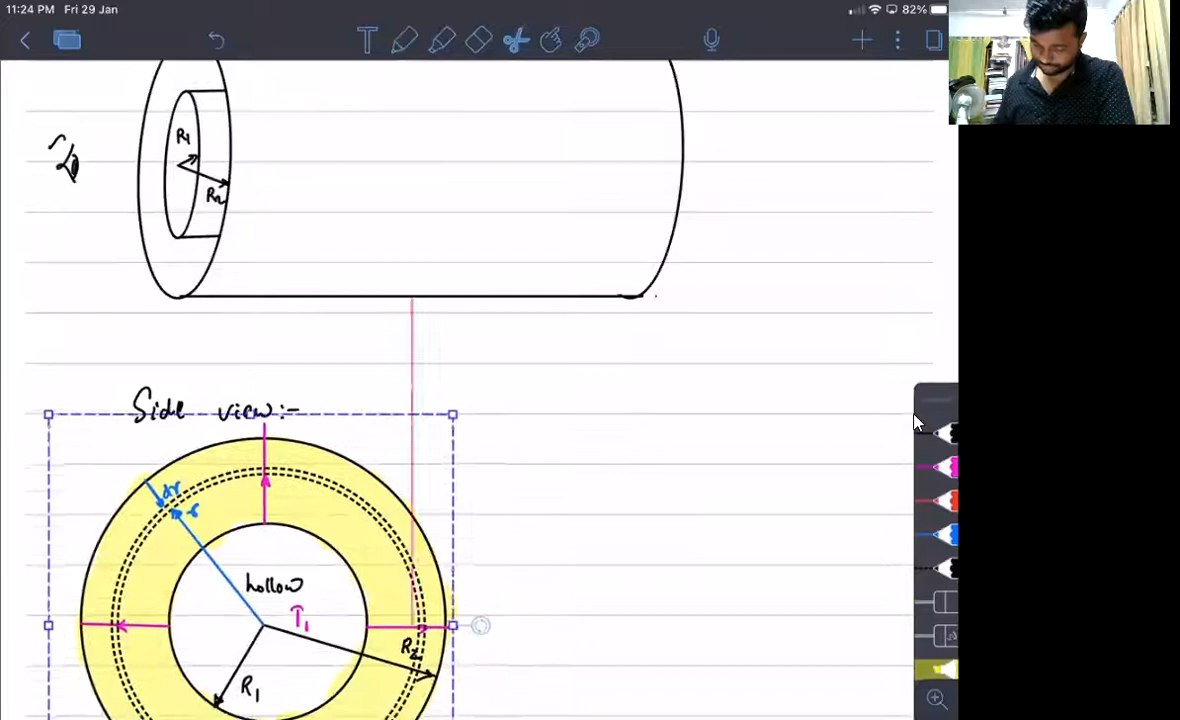 11:24 PM Fri 29 Jan
82%
R1
R2
Side view:-
dr
r
hollow
T1
R2
R1